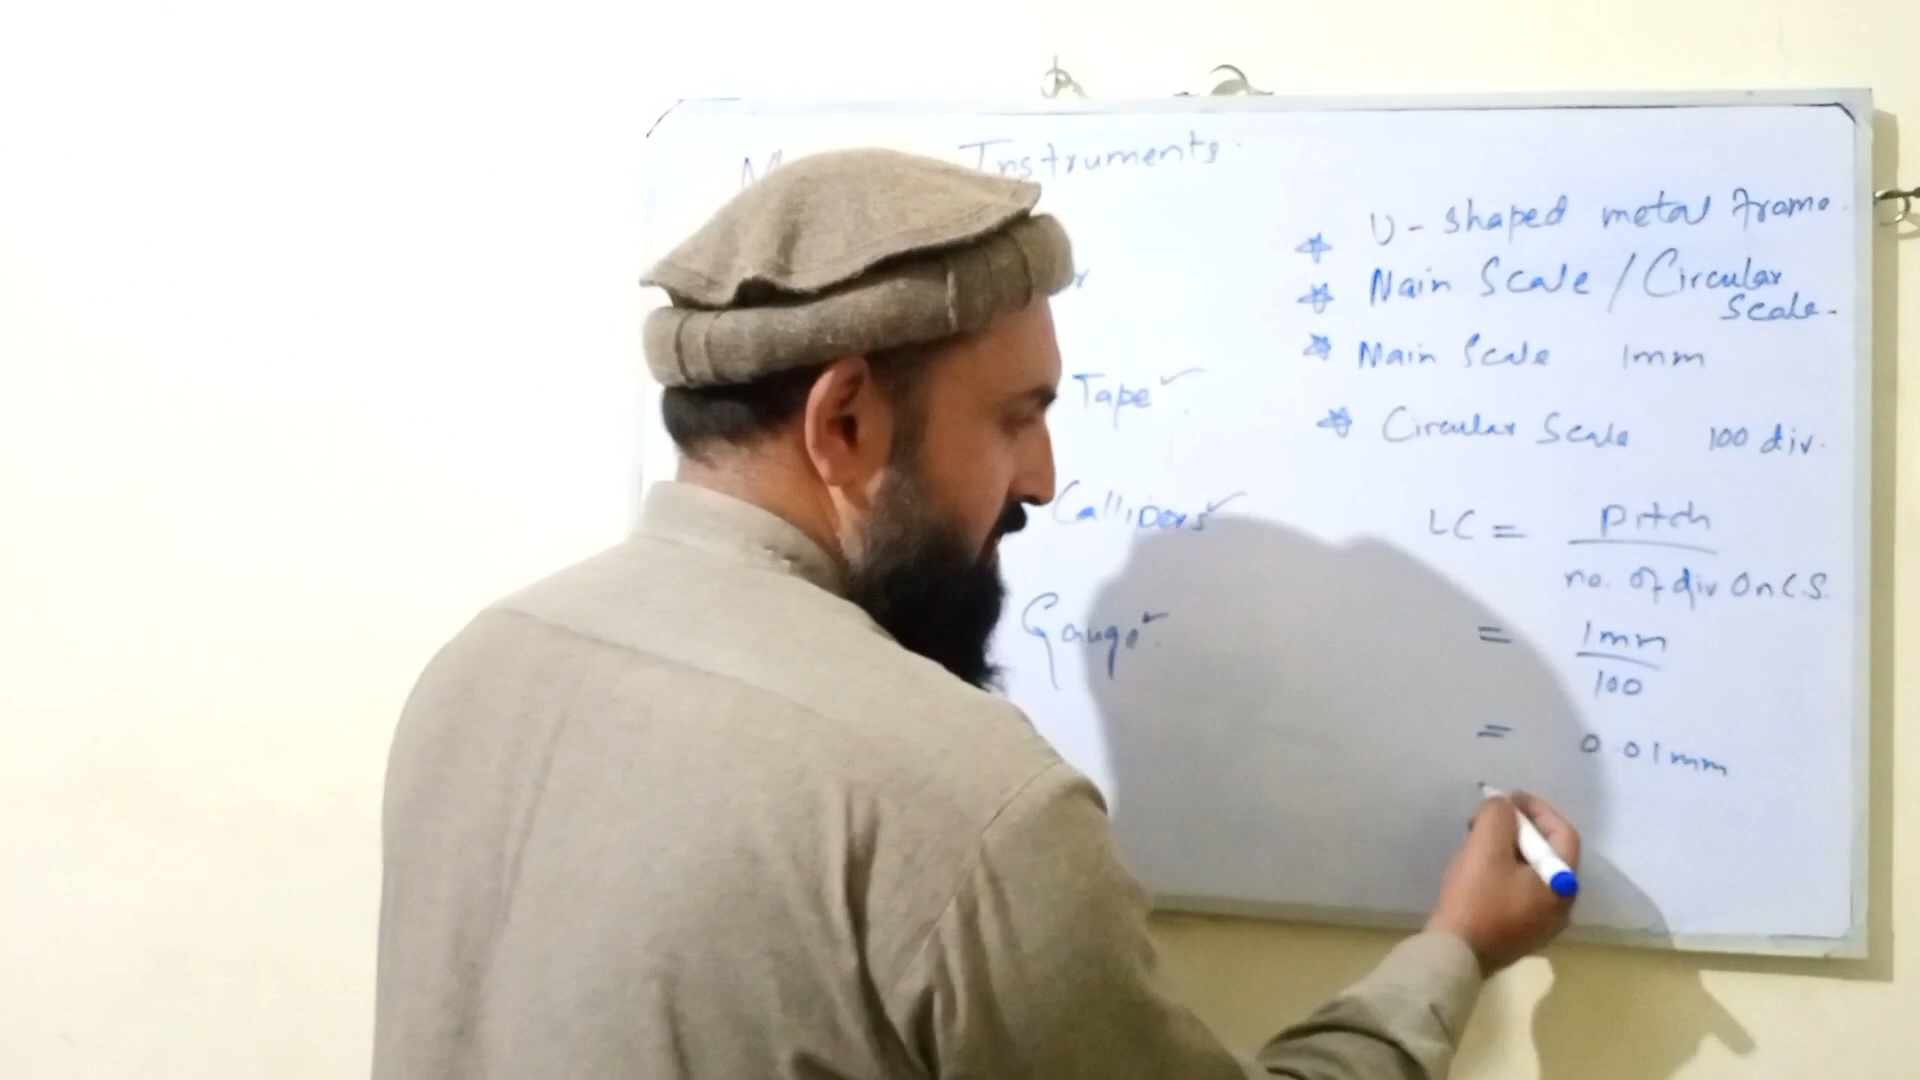 Instruments.
Tape
Callipers
Gauge
U - shaped metal frame
Main Scale / Circular
Scale
Main Scale 1mm
Circular Scale 100 div.
LC = pitch
no. of div on C.S.
= 1mm
100
= 0.01mm